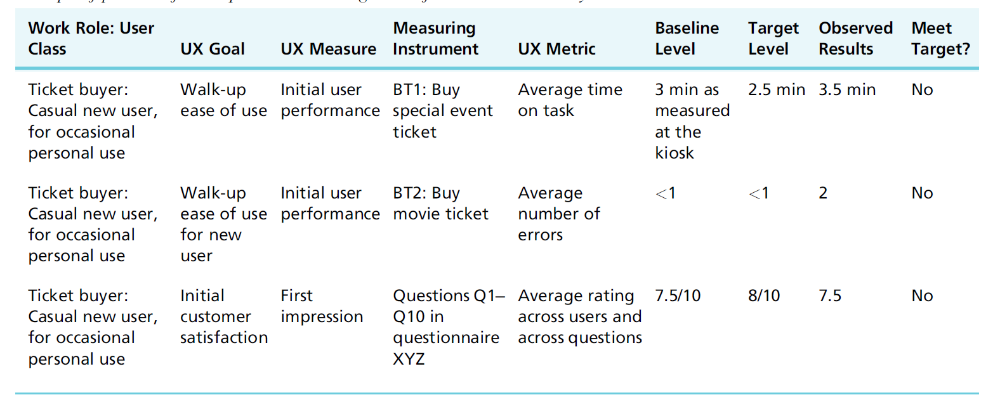 Work Role: User Class | UX Goal | UX Measure | Measuring Instrument | UX Metric | Baseline Level | Target Level | Observed Results | Meet Target?
Ticket buyer: Casual new user, for occasional personal use | Walk-up ease of use | Initial user performance | BT1: Buy special event ticket | Average time on task | 3 min as measured at the kiosk | 2.5 min | 3.5 min | No
Ticket buyer: Casual new user, for occasional personal use | Walk-up ease of use for new user | Initial user performance | BT2: Buy movie ticket | Average number of errors | <1 | <1 | 2 | No
Ticket buyer: Casual new user, for occasional personal use | Initial customer satisfaction | First impression | Questions Q1–Q10 in questionnaire XYZ | Average rating across users and across questions | 7.5/10 | 8/10 | 7.5 | No